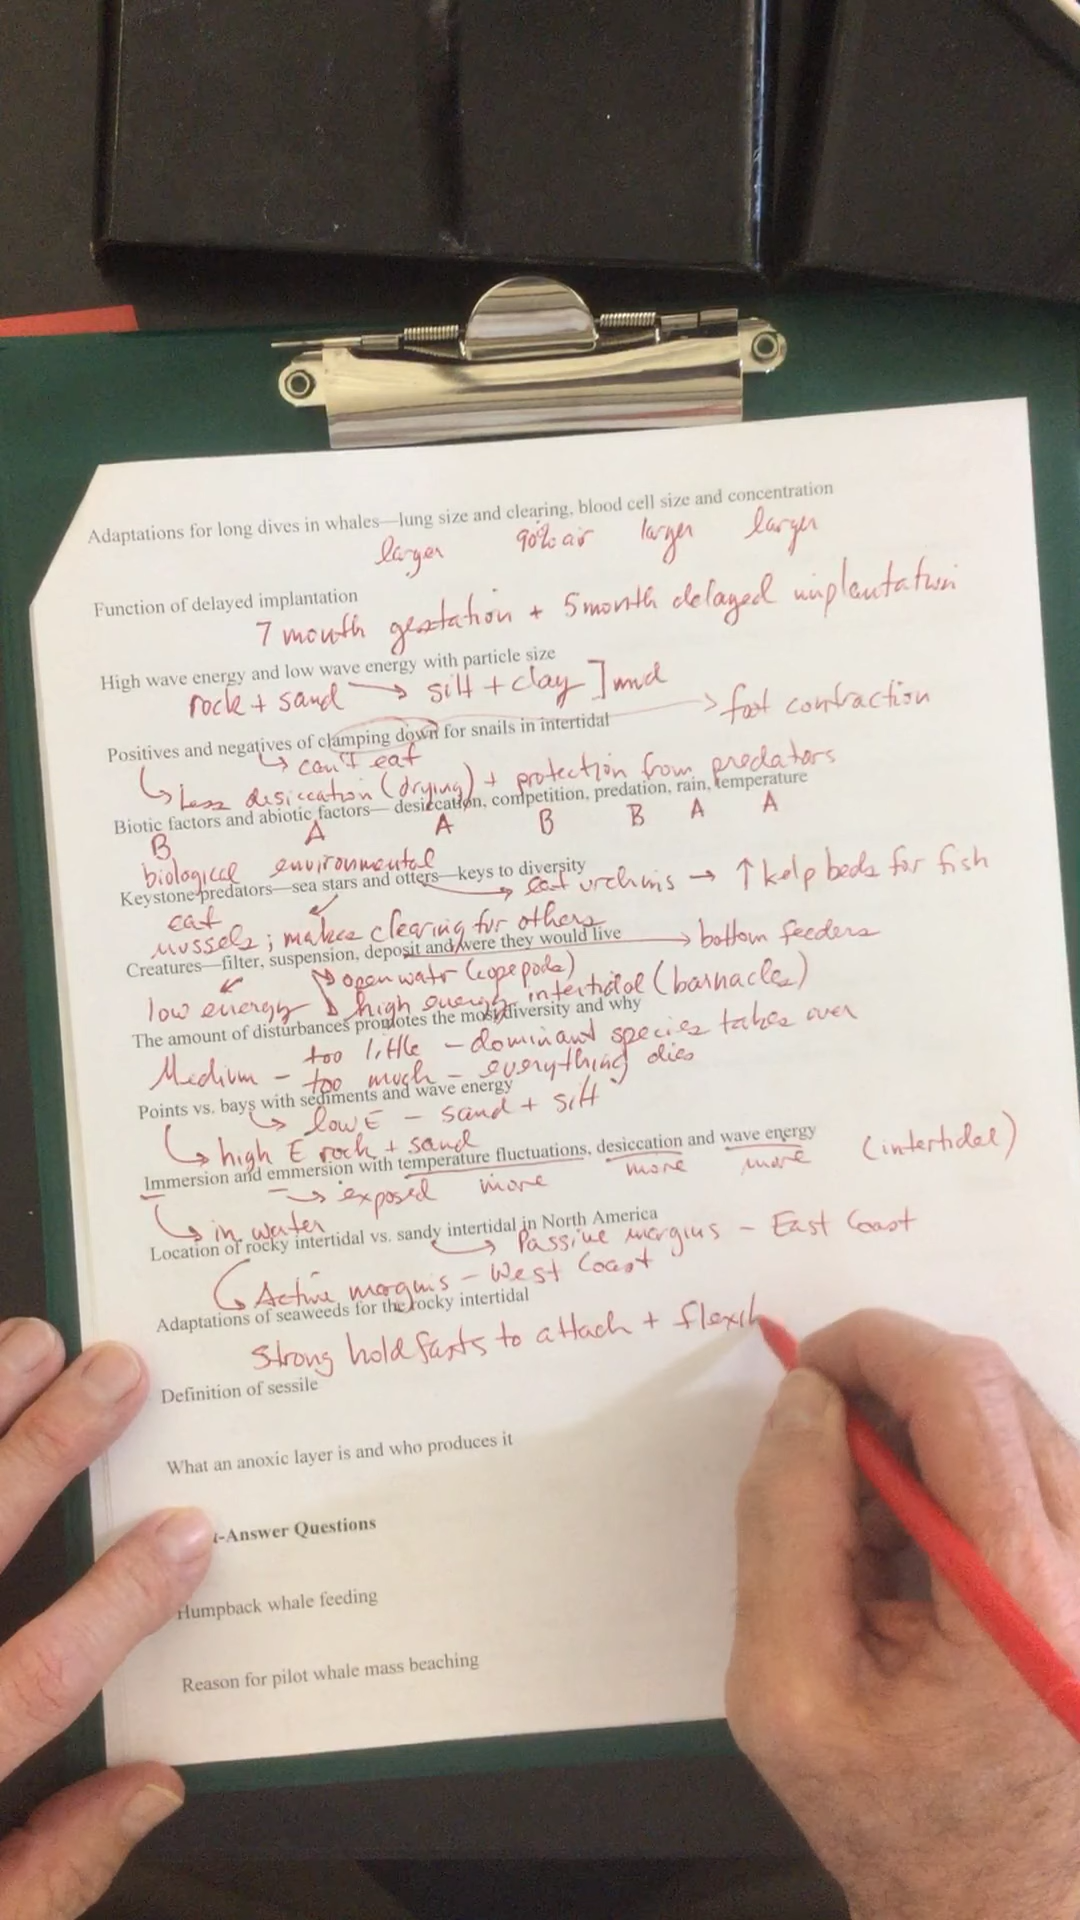 Adaptations for long dives in whales—lung size and clearing, blood cell size and concentration
larger 90% air larger larger
Function of delayed implantation
7 month gestation + 5 month delayed implantation
High wave energy and low wave energy with particle size
rock + sand → silt + clay ] mud
Positives and negatives of clamping down for snails in intertidal → foot contraction
↳ can't eat
↳ Less desiccation (drying) + protection from predators
Biotic factors and abiotic factors— desiccation, competition, predation, rain, temperature
B A A B B A A
biological environmental
Keystone predators—sea stars and otters—keys to diversity
→ eat urchins → ↑ kelp beds for fish
eat
mussels; makes clearing for others
Creatures—filter, suspension, deposit and were they would live → bottom feeders
open water (copepods)
low energy high energy intertidal (barnacles)
The amount of disturbances promotes the most diversity and why
too little – dominant species takes over
Medium – too much – everything dies
Points vs. bays with sediments and wave energy
↳ low E – sand + silt
↳ high E rock + sand
Immersion and emmersion with temperature fluctuations, desiccation and wave energy (intertidal)
→ exposed more more more
↳ in water
Location of rocky intertidal vs. sandy intertidal in North America
→ Passive margins – East Coast
Active margins – West Coast
Adaptations of seaweeds for the rocky intertidal
Strong holdfasts to attach + flexib
Definition of sessile
What an anoxic layer is and who produces it
-Answer Questions
Humpback whale feeding
Reason for pilot whale mass beaching